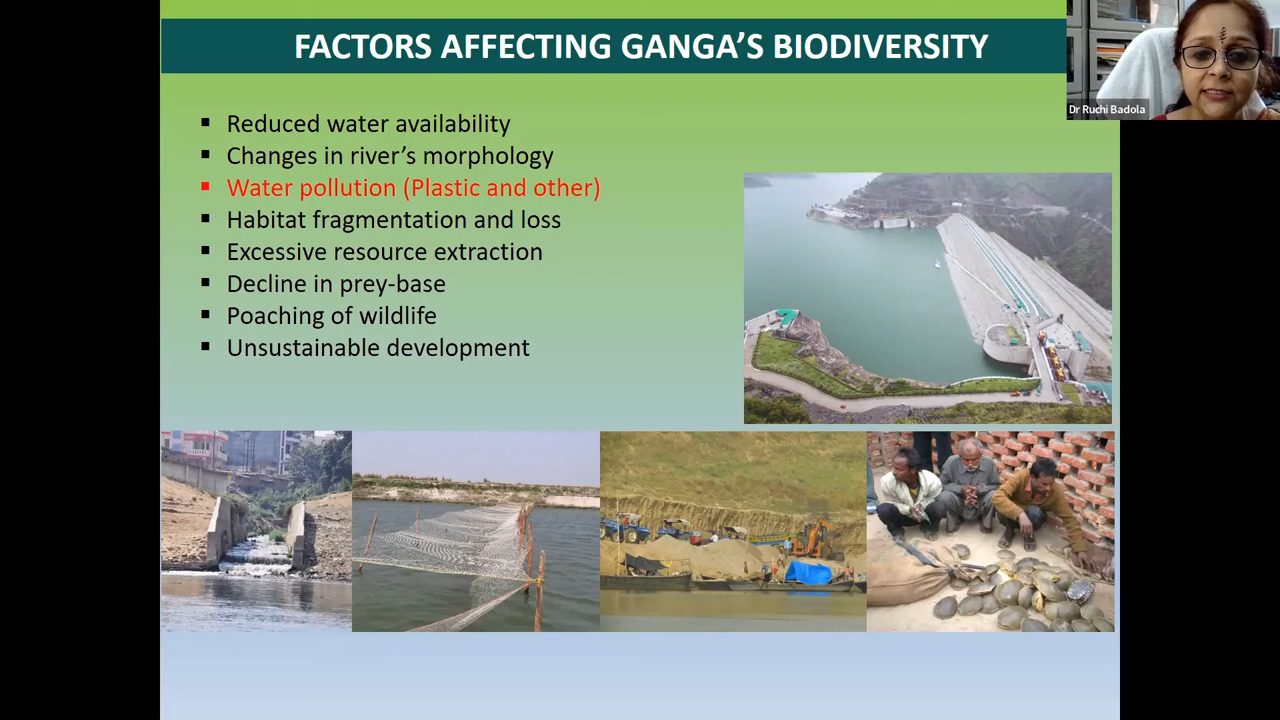 FACTORS AFFECTING GANGA'S BIODIVERSITY
Dr Ruchi Badola
▪ Reduced water availability
▪ Changes in river's morphology
▪ Water pollution (Plastic and other)
▪ Habitat fragmentation and loss
▪ Excessive resource extraction
▪ Decline in prey-base
▪ Poaching of wildlife
▪ Unsustainable development